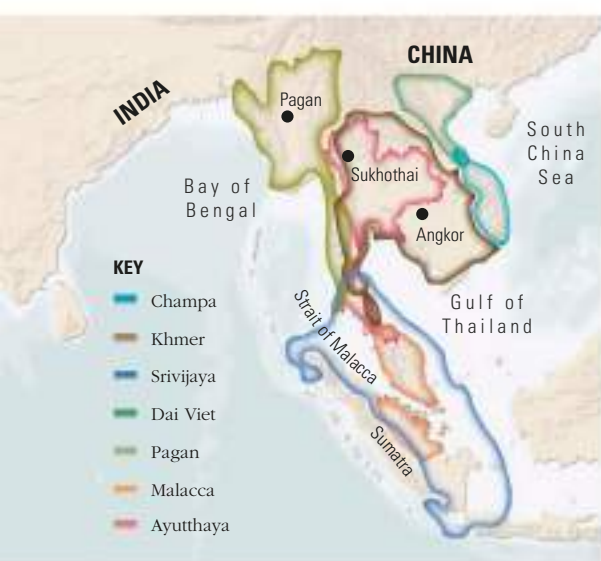 CHINA
INDIA
Pagan
South
China
Sea
Sukhothai
Bay of
Bengal
Angkor
KEY
Champa
Gulf of
Thailand
Strait of Malacca
Khmer
Srivijaya
Dai Viet
Pagan
Sumatra
Malacca
Ayutthaya